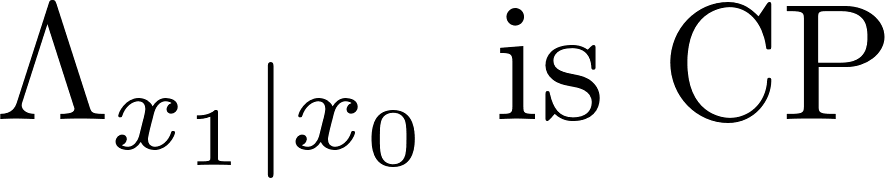 Λ_{x_1|x_0} is CP